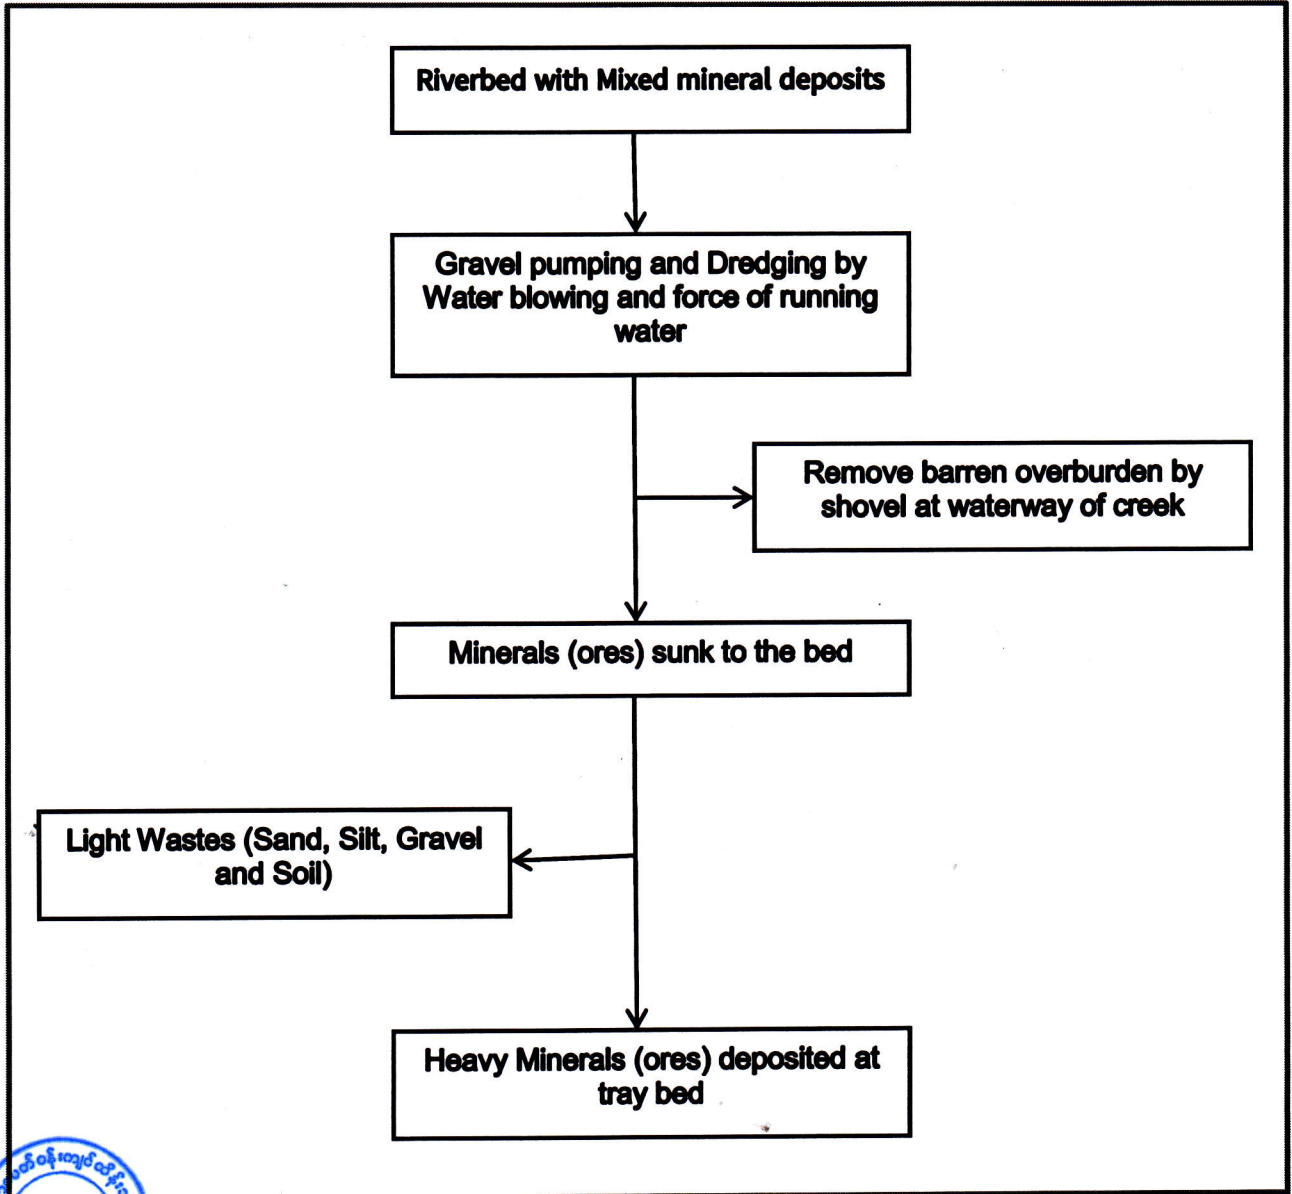 Riverbed with Mixed mineral deposits
Gravel pumping and Dredging by
Water blowing and force of running
water
Remove barren overburden by
shovel at waterway of creek
Minerals (ores) sunk to the bed
Light Wastes (Sand, Silt, Gravel
and Soil)
Heavy Minerals (ores) deposited at
tray bed